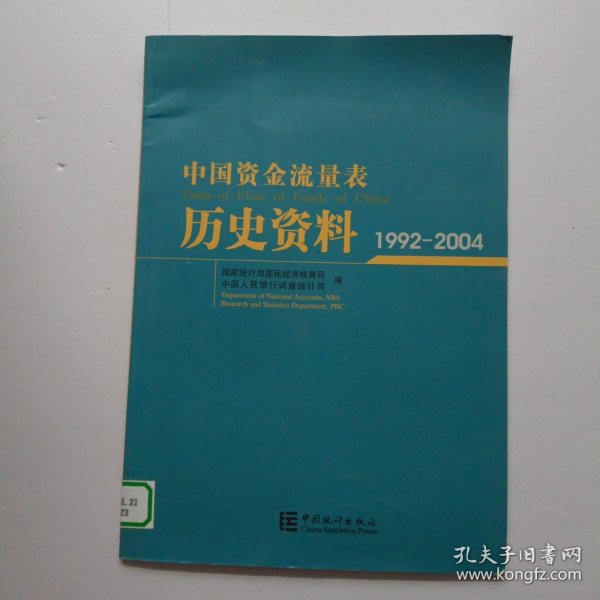 中国资金流量表
Data of Flow of Funds of China
历史资料 1992-2004
国家统计局国民经济核算司
中国人民银行调查统计司
编
Department of National Accounts, NBS
Research and Statistics Department, PBC
2.21
Z3
中国统计出版社
China Statistics Press
孔夫子旧书网
www.kongfz.com